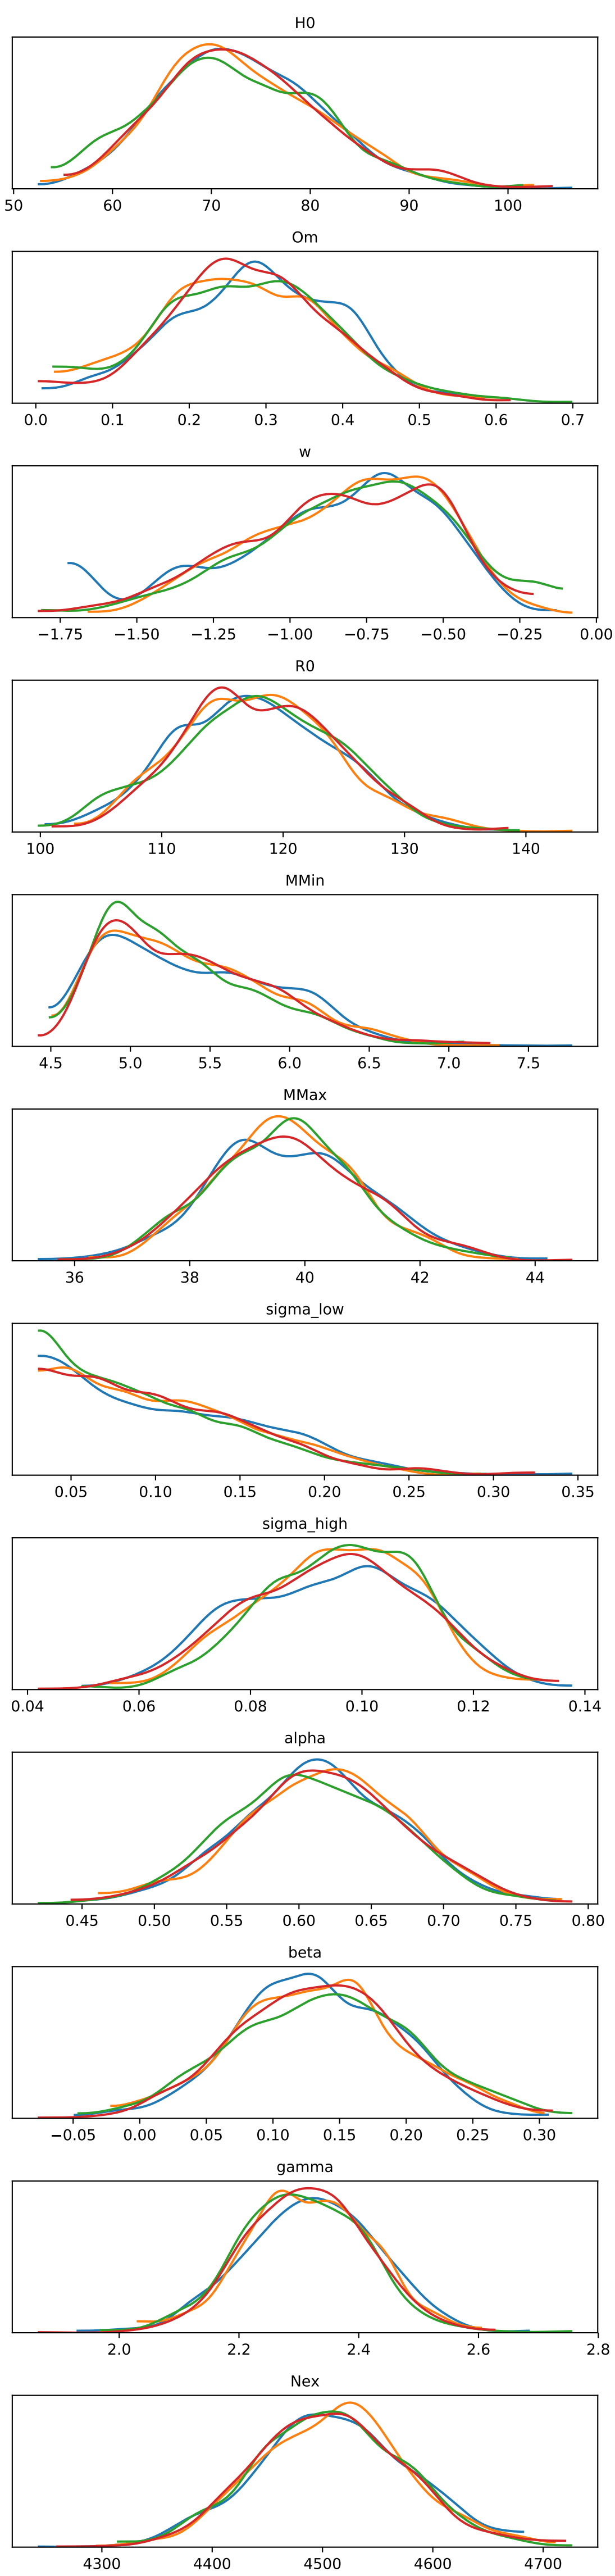 H0
50 60 70 80 90 100
Om
0.0 0.1 0.2 0.3 0.4 0.5 0.6 0.7
w
−1.75 −1.50 −1.25 −1.00 −0.75 −0.50 −0.25 0.00
R0
100 110 120 130 140
MMin
4.5 5.0 5.5 6.0 6.5 7.0 7.5
MMax
36 38 40 42 44
sigma_low
0.05 0.10 0.15 0.20 0.25 0.30 0.35
sigma_high
0.04 0.06 0.08 0.10 0.12 0.14
alpha
0.45 0.50 0.55 0.60 0.65 0.70 0.75 0.80
beta
−0.05 0.00 0.05 0.10 0.15 0.20 0.25 0.30
gamma
2.0 2.2 2.4 2.6 2.8
Nex
4300 4400 4500 4600 4700